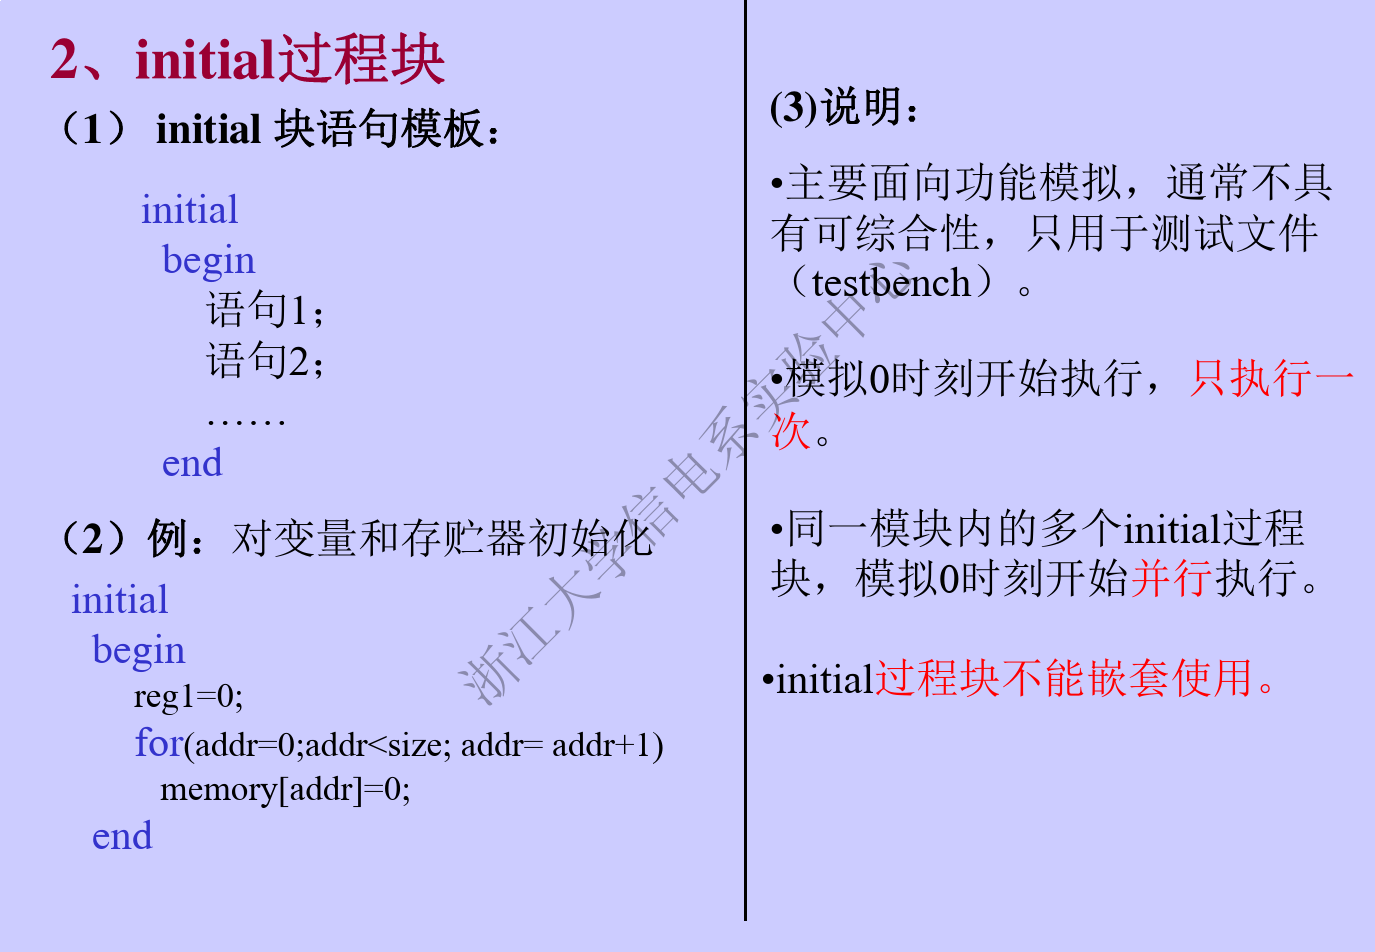 2、initial过程块
（1） initial 块语句模板：
initial
begin
语句1；
语句2；
……
end
（2）例：对变量和存贮器初始化
initial
begin
reg1=0;
for(addr=0;addr<size; addr= addr+1)
memory[addr]=0;
end
(3)说明：
•主要面向功能模拟，通常不具
有可综合性，只用于测试文件
（testbench）。
•模拟0时刻开始执行，只执行一
次。
•同一模块内的多个initial过程
块，模拟0时刻开始并行执行。
•initial过程块不能嵌套使用。
浙江大学信电系实验中心